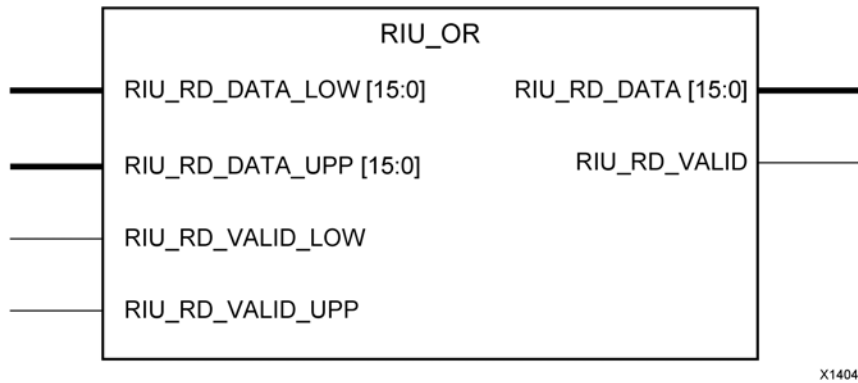 RIU_OR
RIU_RD_DATA_LOW [15:0] RIU_RD_DATA [15:0]
RIU_RD_DATA_UPP [15:0] RIU_RD_VALID
RIU_RD_VALID_LOW
RIU_RD_VALID_UPP
X1404